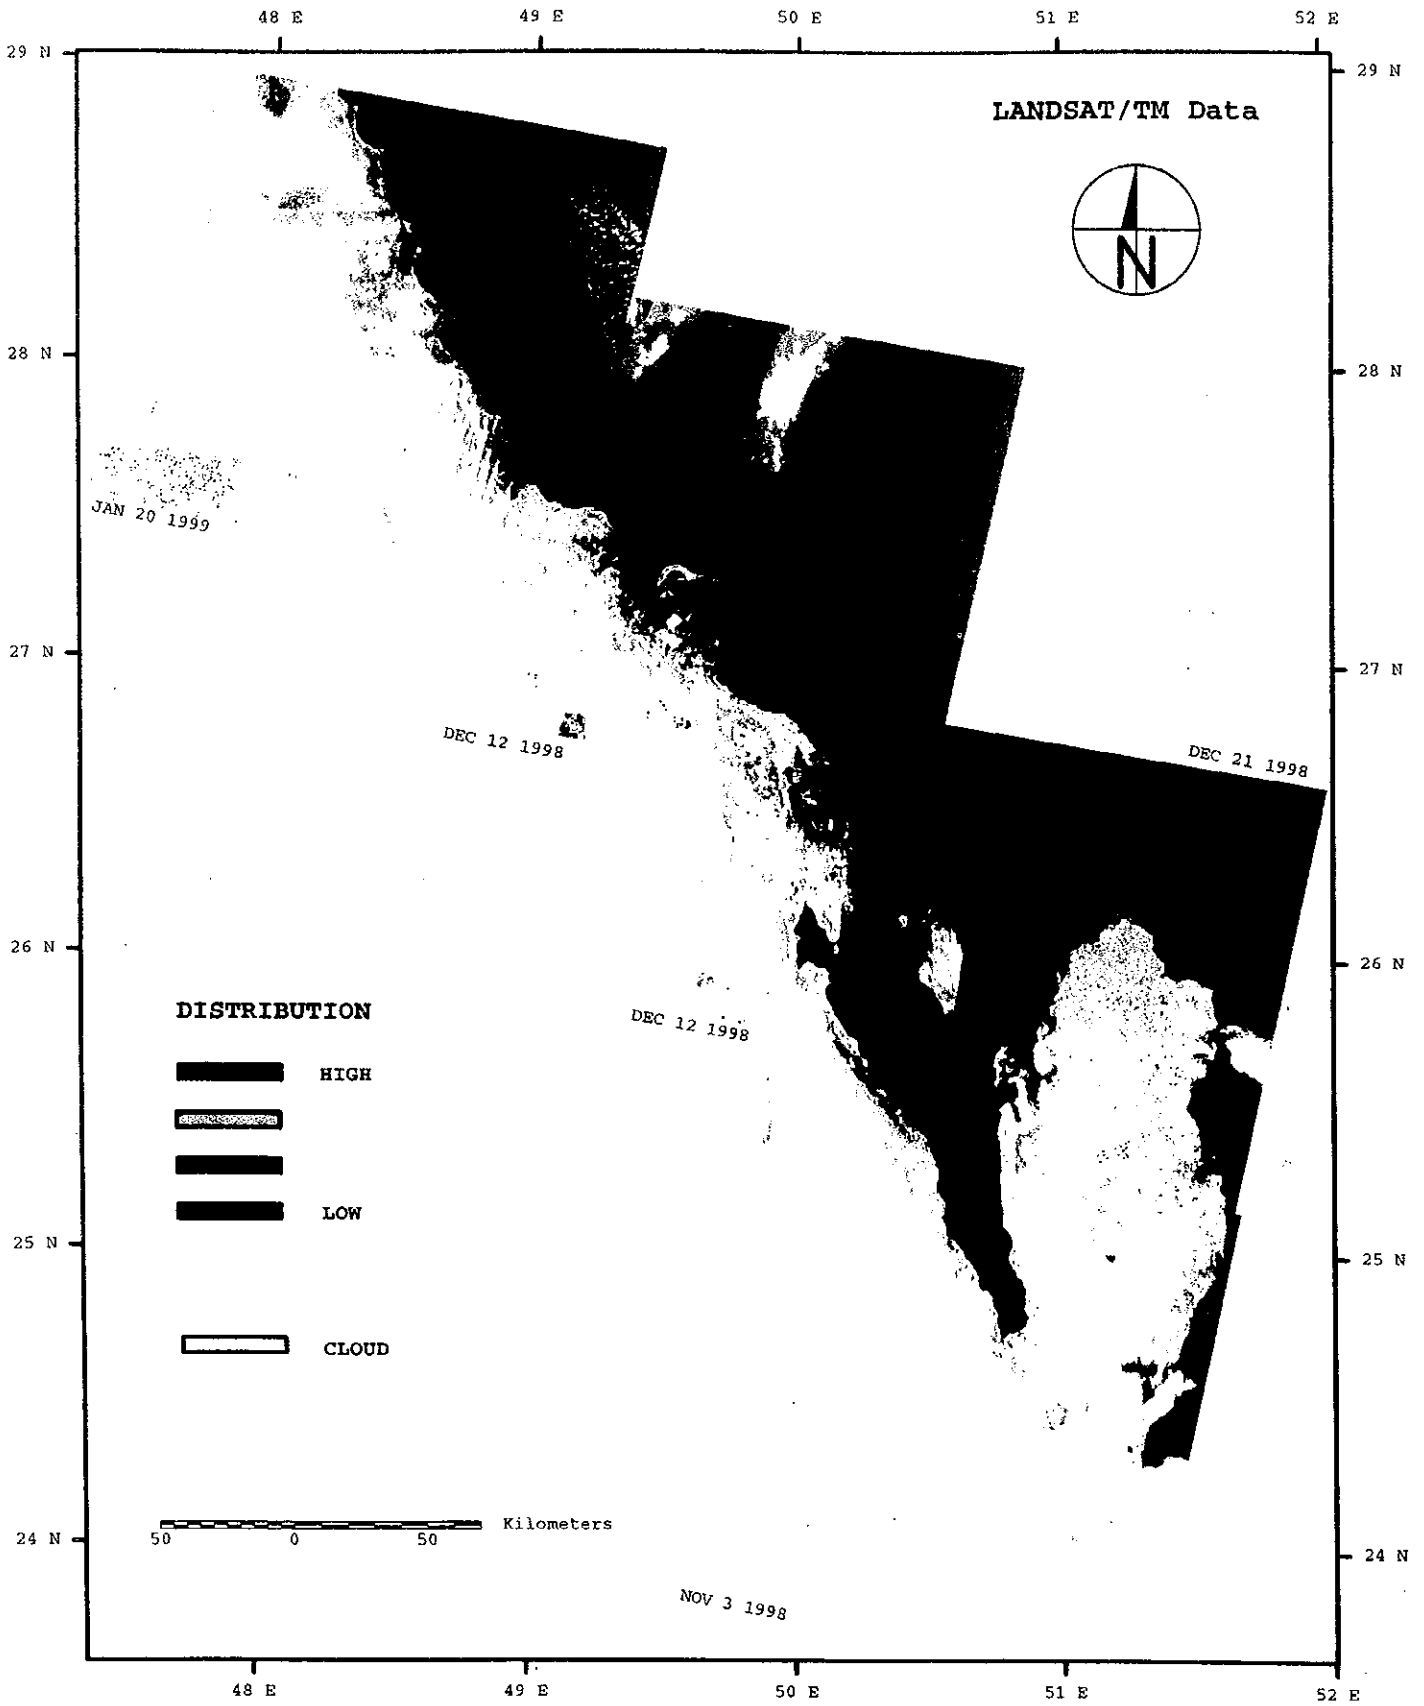 48 E 49 E 50 E 51 E 52 E
29 N 29 N
LANDSAT/TM Data
N
28 N 28 N
JAN 20 1999
27 N 27 N
DEC 12 1998
DEC 21 1998
26 N 26 N
DISTRIBUTION
DEC 12 1998
HIGH
LOW
25 N 25 N
CLOUD
50 0 50 Kilometers
24 N 24 N
NOV 3 1998
48 E 49 E 50 E 51 E 52 E